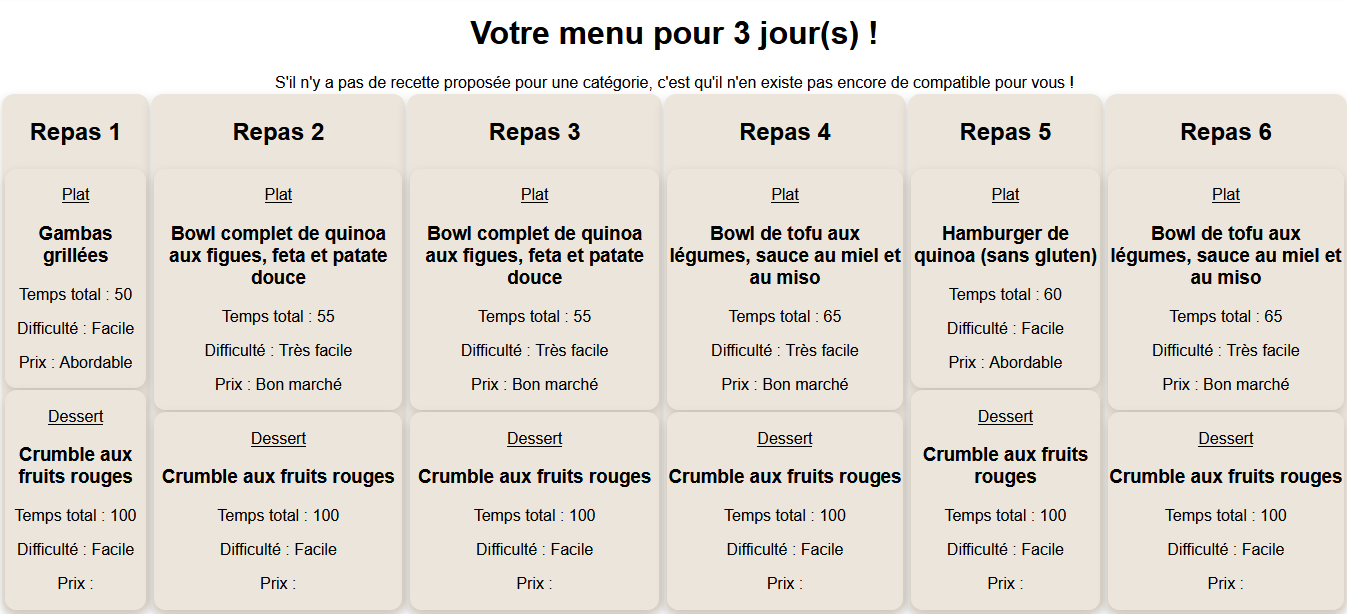 Votre menu pour 3 jour(s) !
S'il n'y a pas de recette proposée pour une catégorie, c'est qu'il n'en existe pas encore de compatible pour vous !
Repas 1
Plat
Gambas
grillées
Temps total : 50
Difficulté : Facile
Prix : Abordable
Dessert
Crumble aux
fruits rouges
Temps total : 100
Difficulté : Facile
Prix :
Repas 2
Plat
Bowl complet de quinoa
aux figues, feta et patate
douce
Temps total : 55
Difficulté : Très facile
Prix : Bon marché
Dessert
Crumble aux fruits rouges
Temps total : 100
Difficulté : Facile
Prix :
Repas 3
Plat
Bowl complet de quinoa
aux figues, feta et patate
douce
Temps total : 55
Difficulté : Très facile
Prix : Bon marché
Dessert
Crumble aux fruits rouges
Temps total : 100
Difficulté : Facile
Prix :
Repas 4
Plat
Bowl de tofu aux
légumes, sauce au miel et
au miso
Temps total : 65
Difficulté : Très facile
Prix : Bon marché
Dessert
Crumble aux fruits rouges
Temps total : 100
Difficulté : Facile
Prix :
Repas 5
Plat
Hamburger de
quinoa (sans gluten)
Temps total : 60
Difficulté : Facile
Prix : Abordable
Dessert
Crumble aux fruits
rouges
Temps total : 100
Difficulté : Facile
Prix :
Repas 6
Plat
Bowl de tofu aux
légumes, sauce au miel et
au miso
Temps total : 65
Difficulté : Très facile
Prix : Bon marché
Dessert
Crumble aux fruits rouges
Temps total : 100
Difficulté : Facile
Prix :